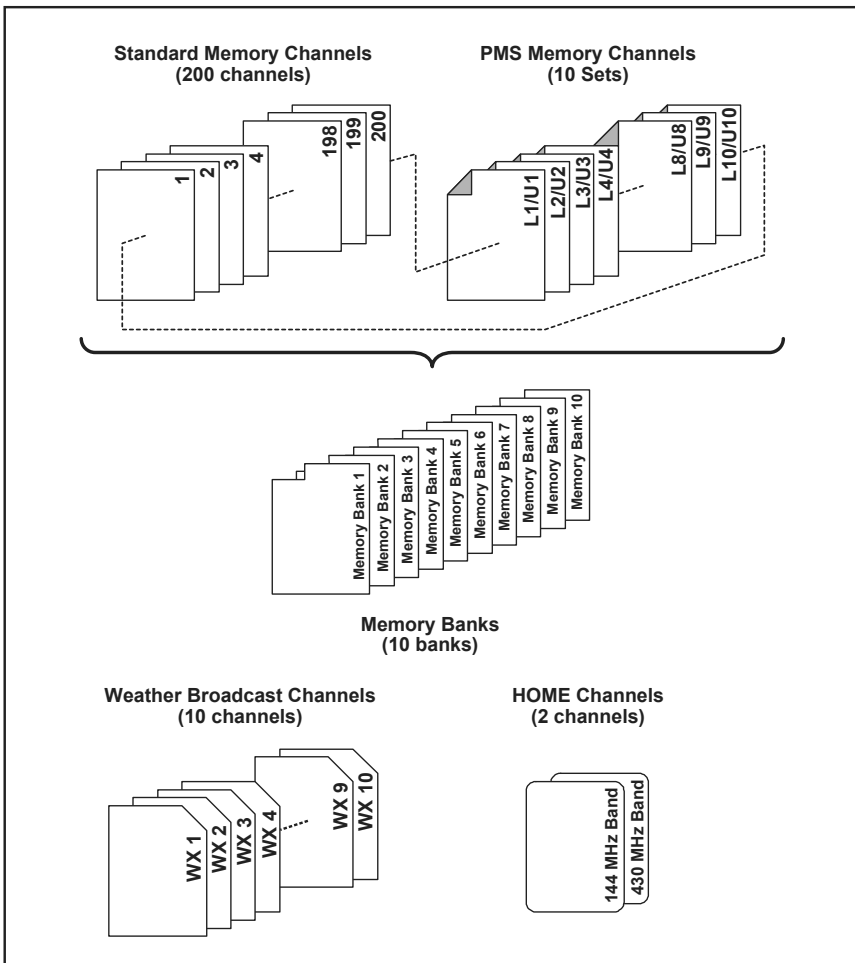 Standard Memory Channels
(200 channels)
PMS Memory Channels
(10 Sets)
1
2
3
4
198
199
200
L1/U1
L2/U2
L3/U3
L4/U4
L8/U8
L9/U9
L10/U10
Memory Bank 1
Memory Bank 2
Memory Bank 3
Memory Bank 4
Memory Bank 5
Memory Bank 6
Memory Bank 7
Memory Bank 8
Memory Bank 9
Memory Bank 10
Memory Banks
(10 banks)
Weather Broadcast Channels
(10 channels)
HOME Channels
(2 channels)
WX 1
WX 2
WX 3
WX 4
WX 9
WX 10
144 MHz Band
430 MHz Band